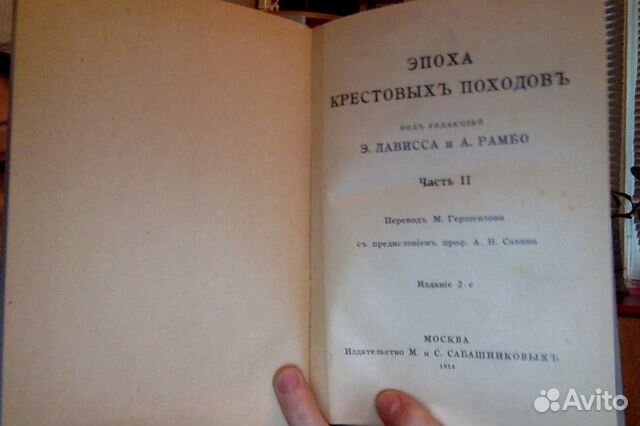 ЭПОХА
КРЕСТОВЫХЪ ПОХОДОВЪ
ПОДЪ РЕДАКЦІЕЙ
Э. ЛАВИССА и А. РАМБО
Часть II
Переводъ М. Гершензона
съ предисловіемъ проф. А. Н. Савина
Изданіе 2-е
МОСКВА
Издательство М. и С. САБАШНИКОВЫХЪ
1914
Avito